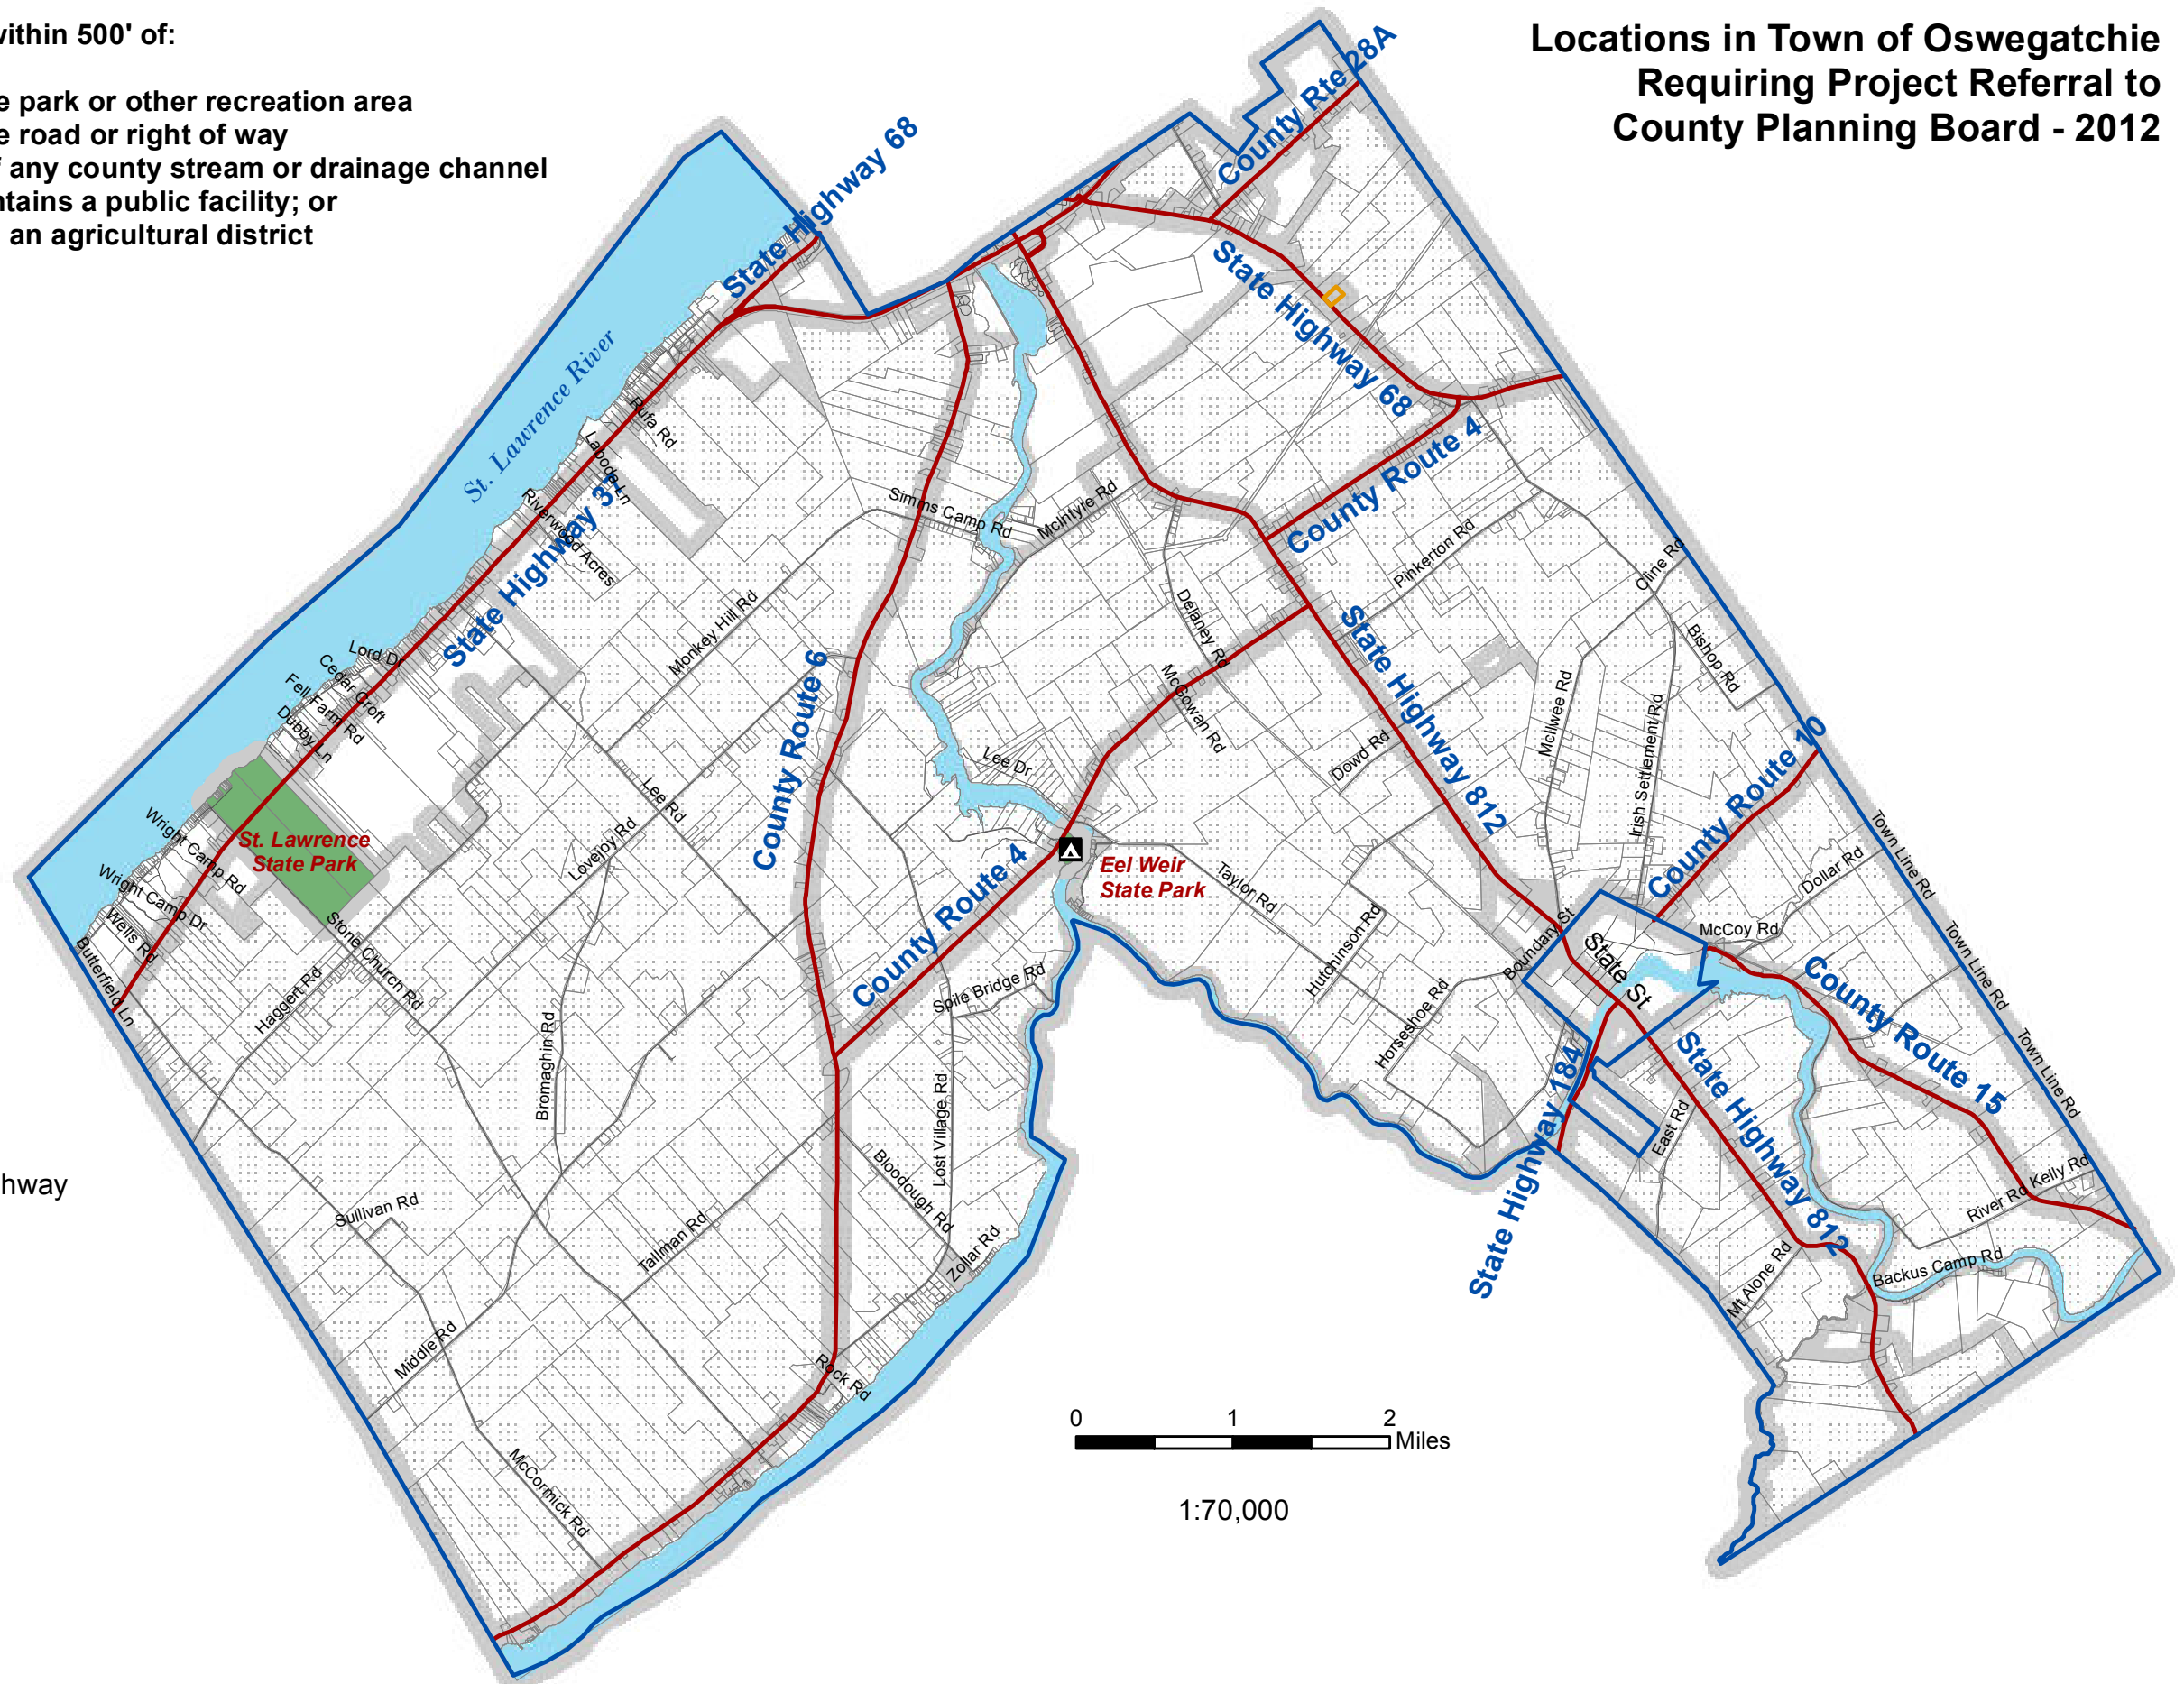 within 500' of:
e park or other recreation area
e road or right of way
f any county stream or drainage channel
ntains a public facility; or
an agricultural district
Locations in Town of Oswegatchie
Requiring Project Referral to
County Planning Board - 2012
County Rte 28A
State Highway 68
State Highway 68
St. Lawrence River
Rufa Rd
Laboda Ln
Riverwood Acres
State Highway 37
Simms Camp Rd
McIntyre Rd
County Route 4
Pinkerton Rd
Cline Rd
Bishop Rd
Monkey Hill Rd
Delaney Rd
McGowan Rd
State Highway 812
Lord Dr
Cedar Croft
Fell Farm Rd
Dubby Ln
County Route 6
Lee Dr
Dowd Rd
McIlwee Rd
Irish Settlement Rd
County Route 10
Lee Rd
Lovejoy Rd
St. Lawrence
State Park
Wright Camp Rd
Wright Camp Dr
Wells Rd
Butterfield Ln
Stone Church Rd
Haggert Rd
County Route 4
Eel Weir
State Park
Taylor Rd
Hutchinson Rd
Horseshoe Rd
Boundary St
State St
McCoy Rd
Dollar Rd
Town Line Rd
Town Line Rd
Town Line Rd
County Route 15
Spile Bridge Rd
Bromaghin Rd
Lost Village Rd
Bloodough Rd
Zollar Rd
State Highway 184
East Rd
State Highway 812
River Rd
Kelly Rd
Backus Camp Rd
Mt Alone Rd
hway
Sullivan Rd
Tallman Rd
Middle Rd
Rock Rd
McCormick Rd
0 1 2
Miles
1:70,000